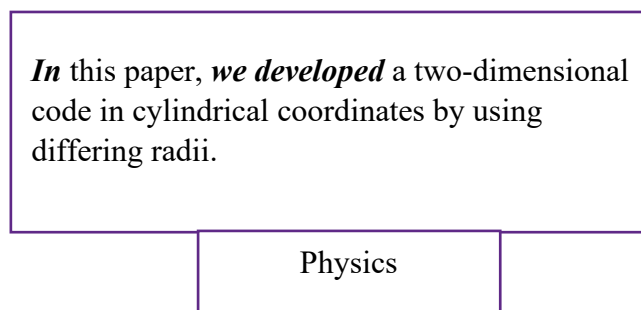 In this paper, we developed a two-dimensional
code in cylindrical coordinates by using
differing radii.
Physics